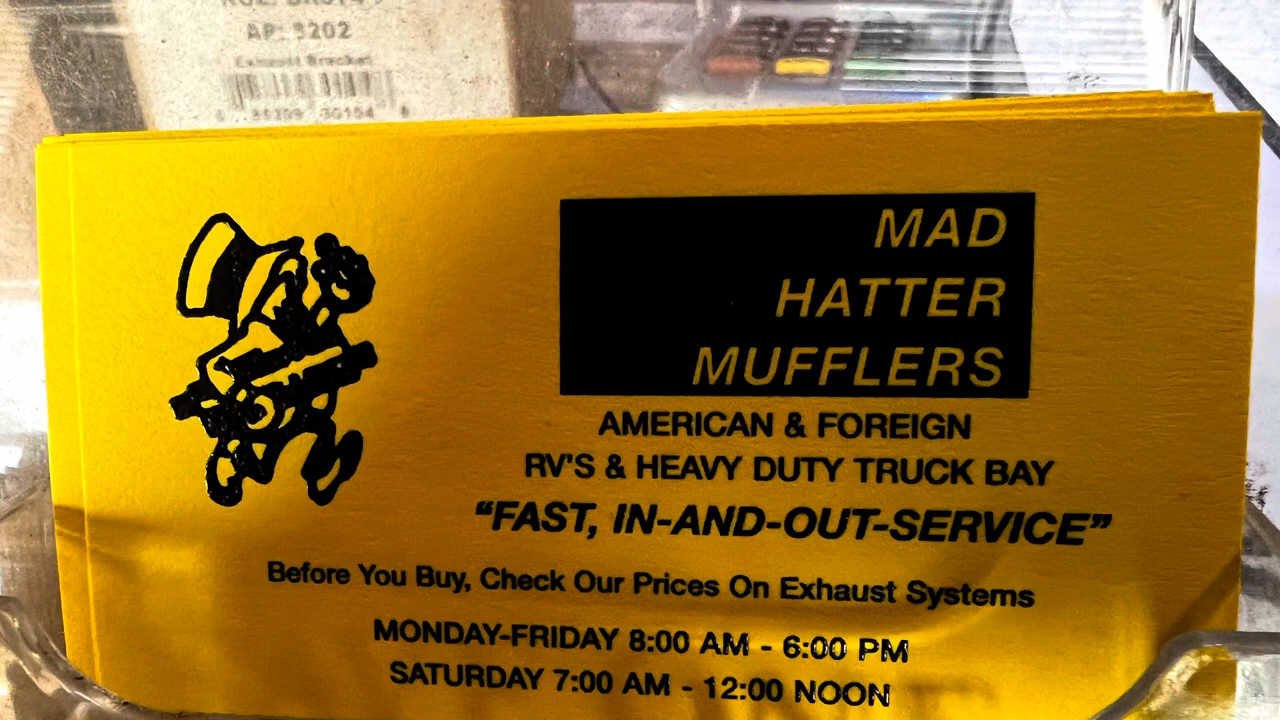 AP: 3202
Exhaust Bracket
MAD
HATTER
MUFFLERS
AMERICAN & FOREIGN
RV'S & HEAVY DUTY TRUCK BAY
“FAST, IN-AND-OUT-SERVICE”
Before You Buy, Check Our Prices On Exhaust Systems
MONDAY-FRIDAY 8:00 AM - 6:00 PM
SATURDAY 7:00 AM - 12:00 NOON